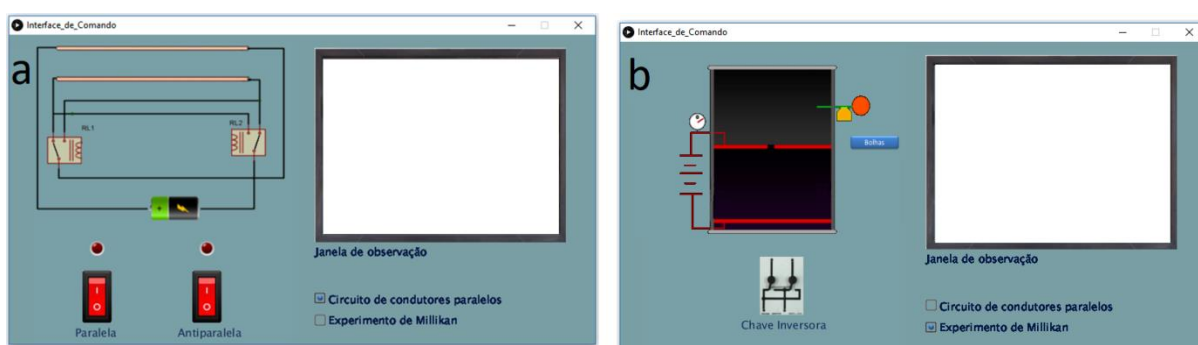 Interface_de_Comando
a
RL1
RL2
+
Janela de observação
I
O
I
O
Paralela
Antiparalela
Circuito de condutores paralelos
Experimento de Millikan
Interface_de_Comando
b
Bolhas
Janela de observação
Chave Inversora
Circuito de condutores paralelos
Experimento de Millikan